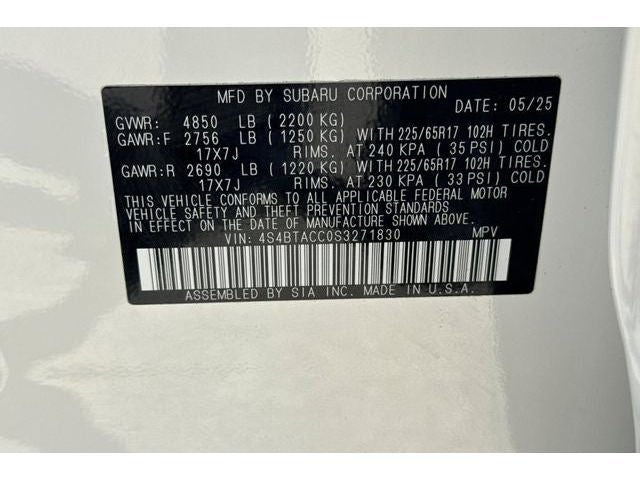 MFD BY SUBARU CORPORATION DATE: 05/25
GVWR: 4850 LB (2200 KG)
GAWR:F 2756 LB (1250 KG) WITH 225/65R17 102H TIRES.
17X7J RIMS. AT 240 KPA (35 PSI) COLD
GAWR:R 2690 LB (1220 KG) WITH 225/65R17 102H TIRES.
17X7J RIMS. AT 230 KPA (33 PSI) COLD
THIS VEHICLE CONFORMS TO ALL APPLICABLE FEDERAL MOTOR
VEHICLE SAFETY AND THEFT PREVENTION STANDARDS
IN EFFECT ON THE DATE OF MANUFACTURE SHOWN ABOVE.
VIN: 4S4BTACC0S3271830 MPV
ASSEMBLED BY SIA INC. MADE IN U.S.A.